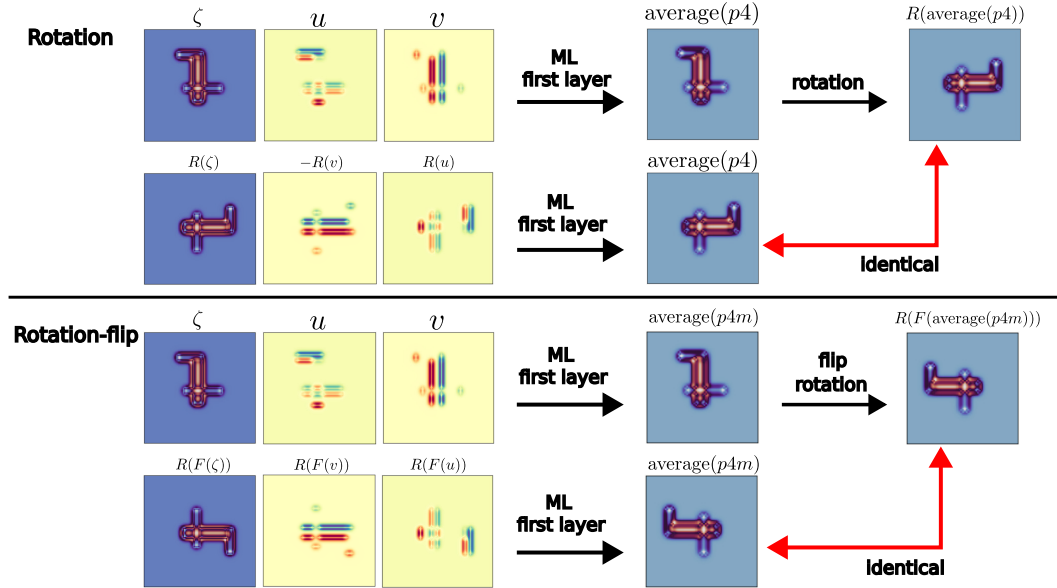 Rotation
ζ
u
v
ML
first layer
average(p4)
rotation
R(average(p4))
R(ζ)
−R(v)
R(u)
ML
first layer
average(p4)
identical
Rotation-flip
ζ
u
v
ML
first layer
average(p4m)
flip
rotation
R(F(average(p4m)))
R(F(ζ))
R(F(v))
R(F(u))
ML
first layer
average(p4m)
identical